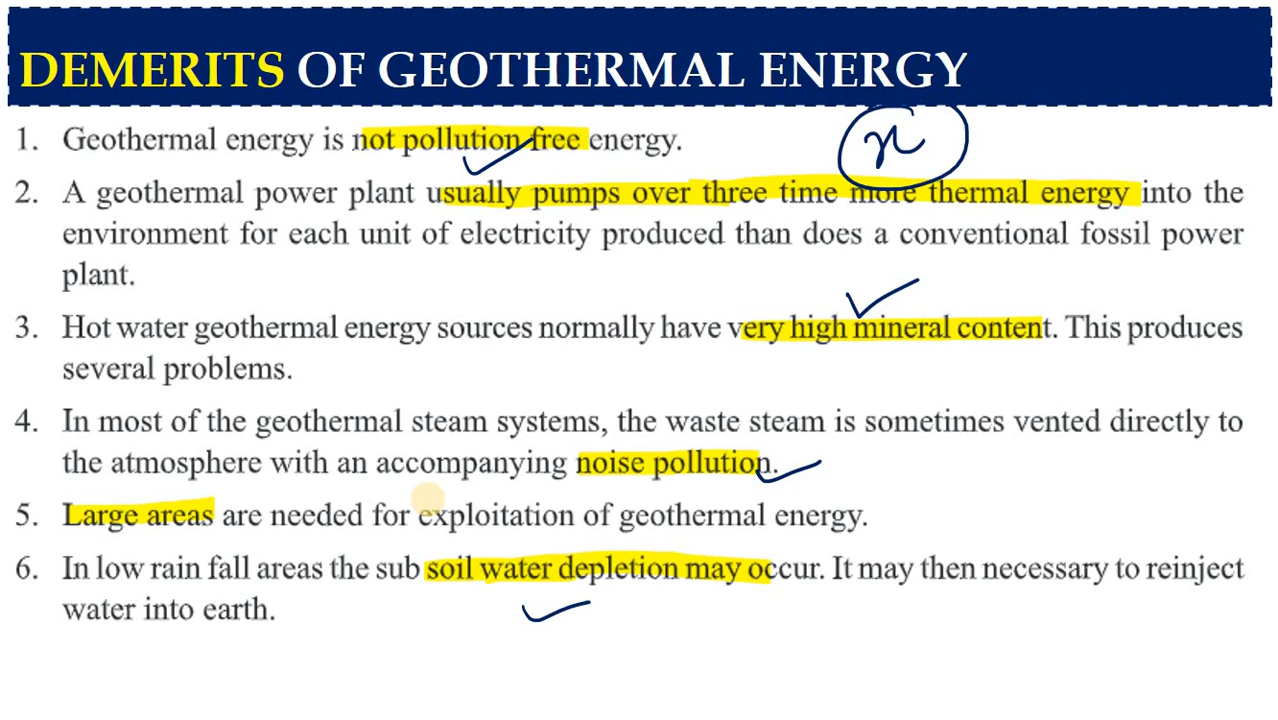 DEMERITS OF GEOTHERMAL ENERGY
1. Geothermal energy is not pollution free energy.
2. A geothermal power plant usually pumps over three time more thermal energy into the
environment for each unit of electricity produced than does a conventional fossil power
plant.
3. Hot water geothermal energy sources normally have very high mineral content. This produces
several problems.
4. In most of the geothermal steam systems, the waste steam is sometimes vented directly to
the atmosphere with an accompanying noise pollution.
5. Large areas are needed for exploitation of geothermal energy.
6. In low rain fall areas the sub soil water depletion may occur. It may then necessary to reinject
water into earth.